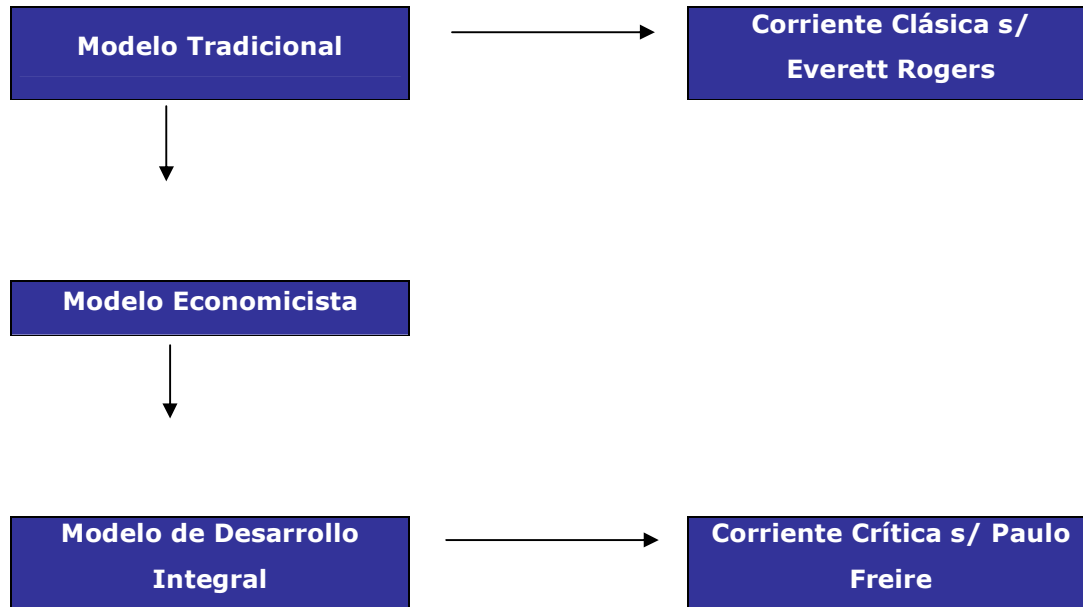 Modelo Tradicional
Corriente Clásica s/
Everett Rogers
Modelo Economicista
Modelo de Desarrollo
Integral
Corriente Crítica s/ Paulo
Freire